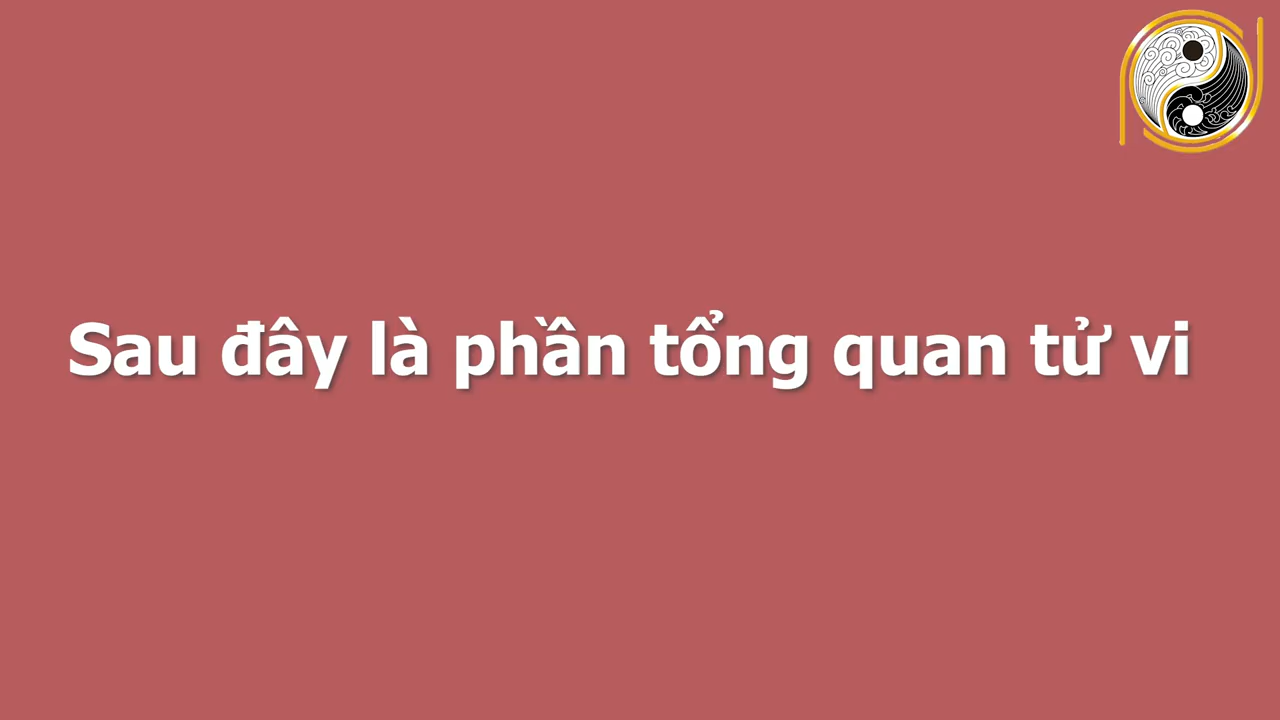 Sau đây là phần tổng quan tử vi